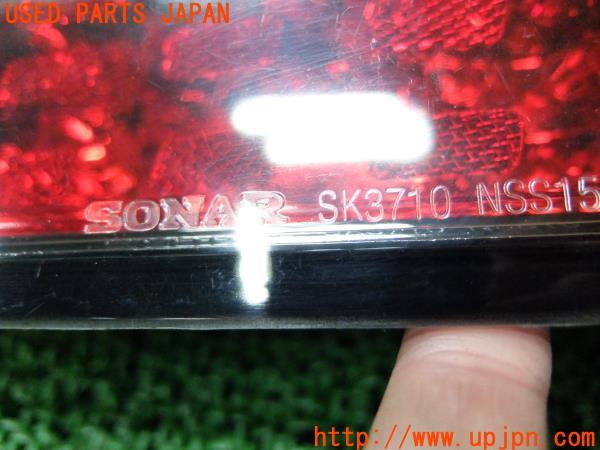 USED PARTS JAPAN
SONAR SK3710 NSS15
http://www.upjpn.com